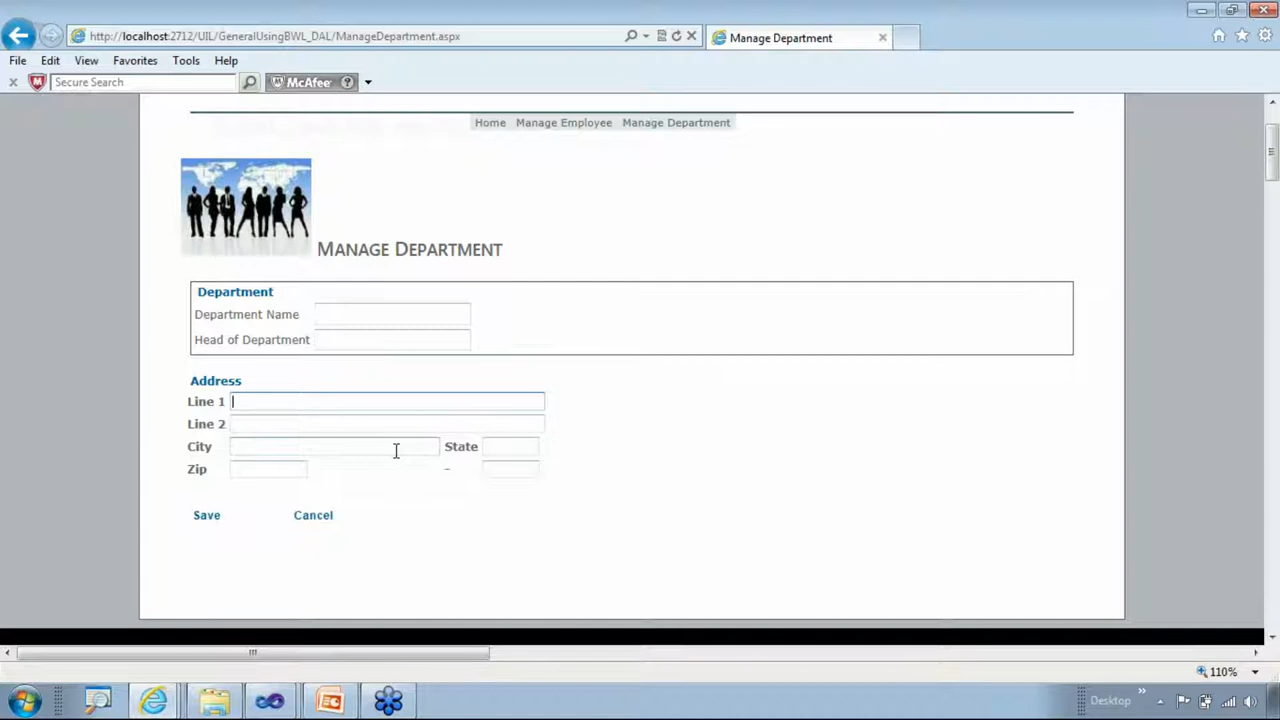 http://localhost:2712/UIL/GeneralUsingBWL_DAL/ManageDepartment.aspx
Manage Department
File Edit View Favorites Tools Help
Secure Search McAfee
Home Manage Employee Manage Department
MANAGE DEPARTMENT
Department
Department Name
Head of Department
Address
Line 1
Line 2
City State
Zip -
Save Cancel
110%
Desktop